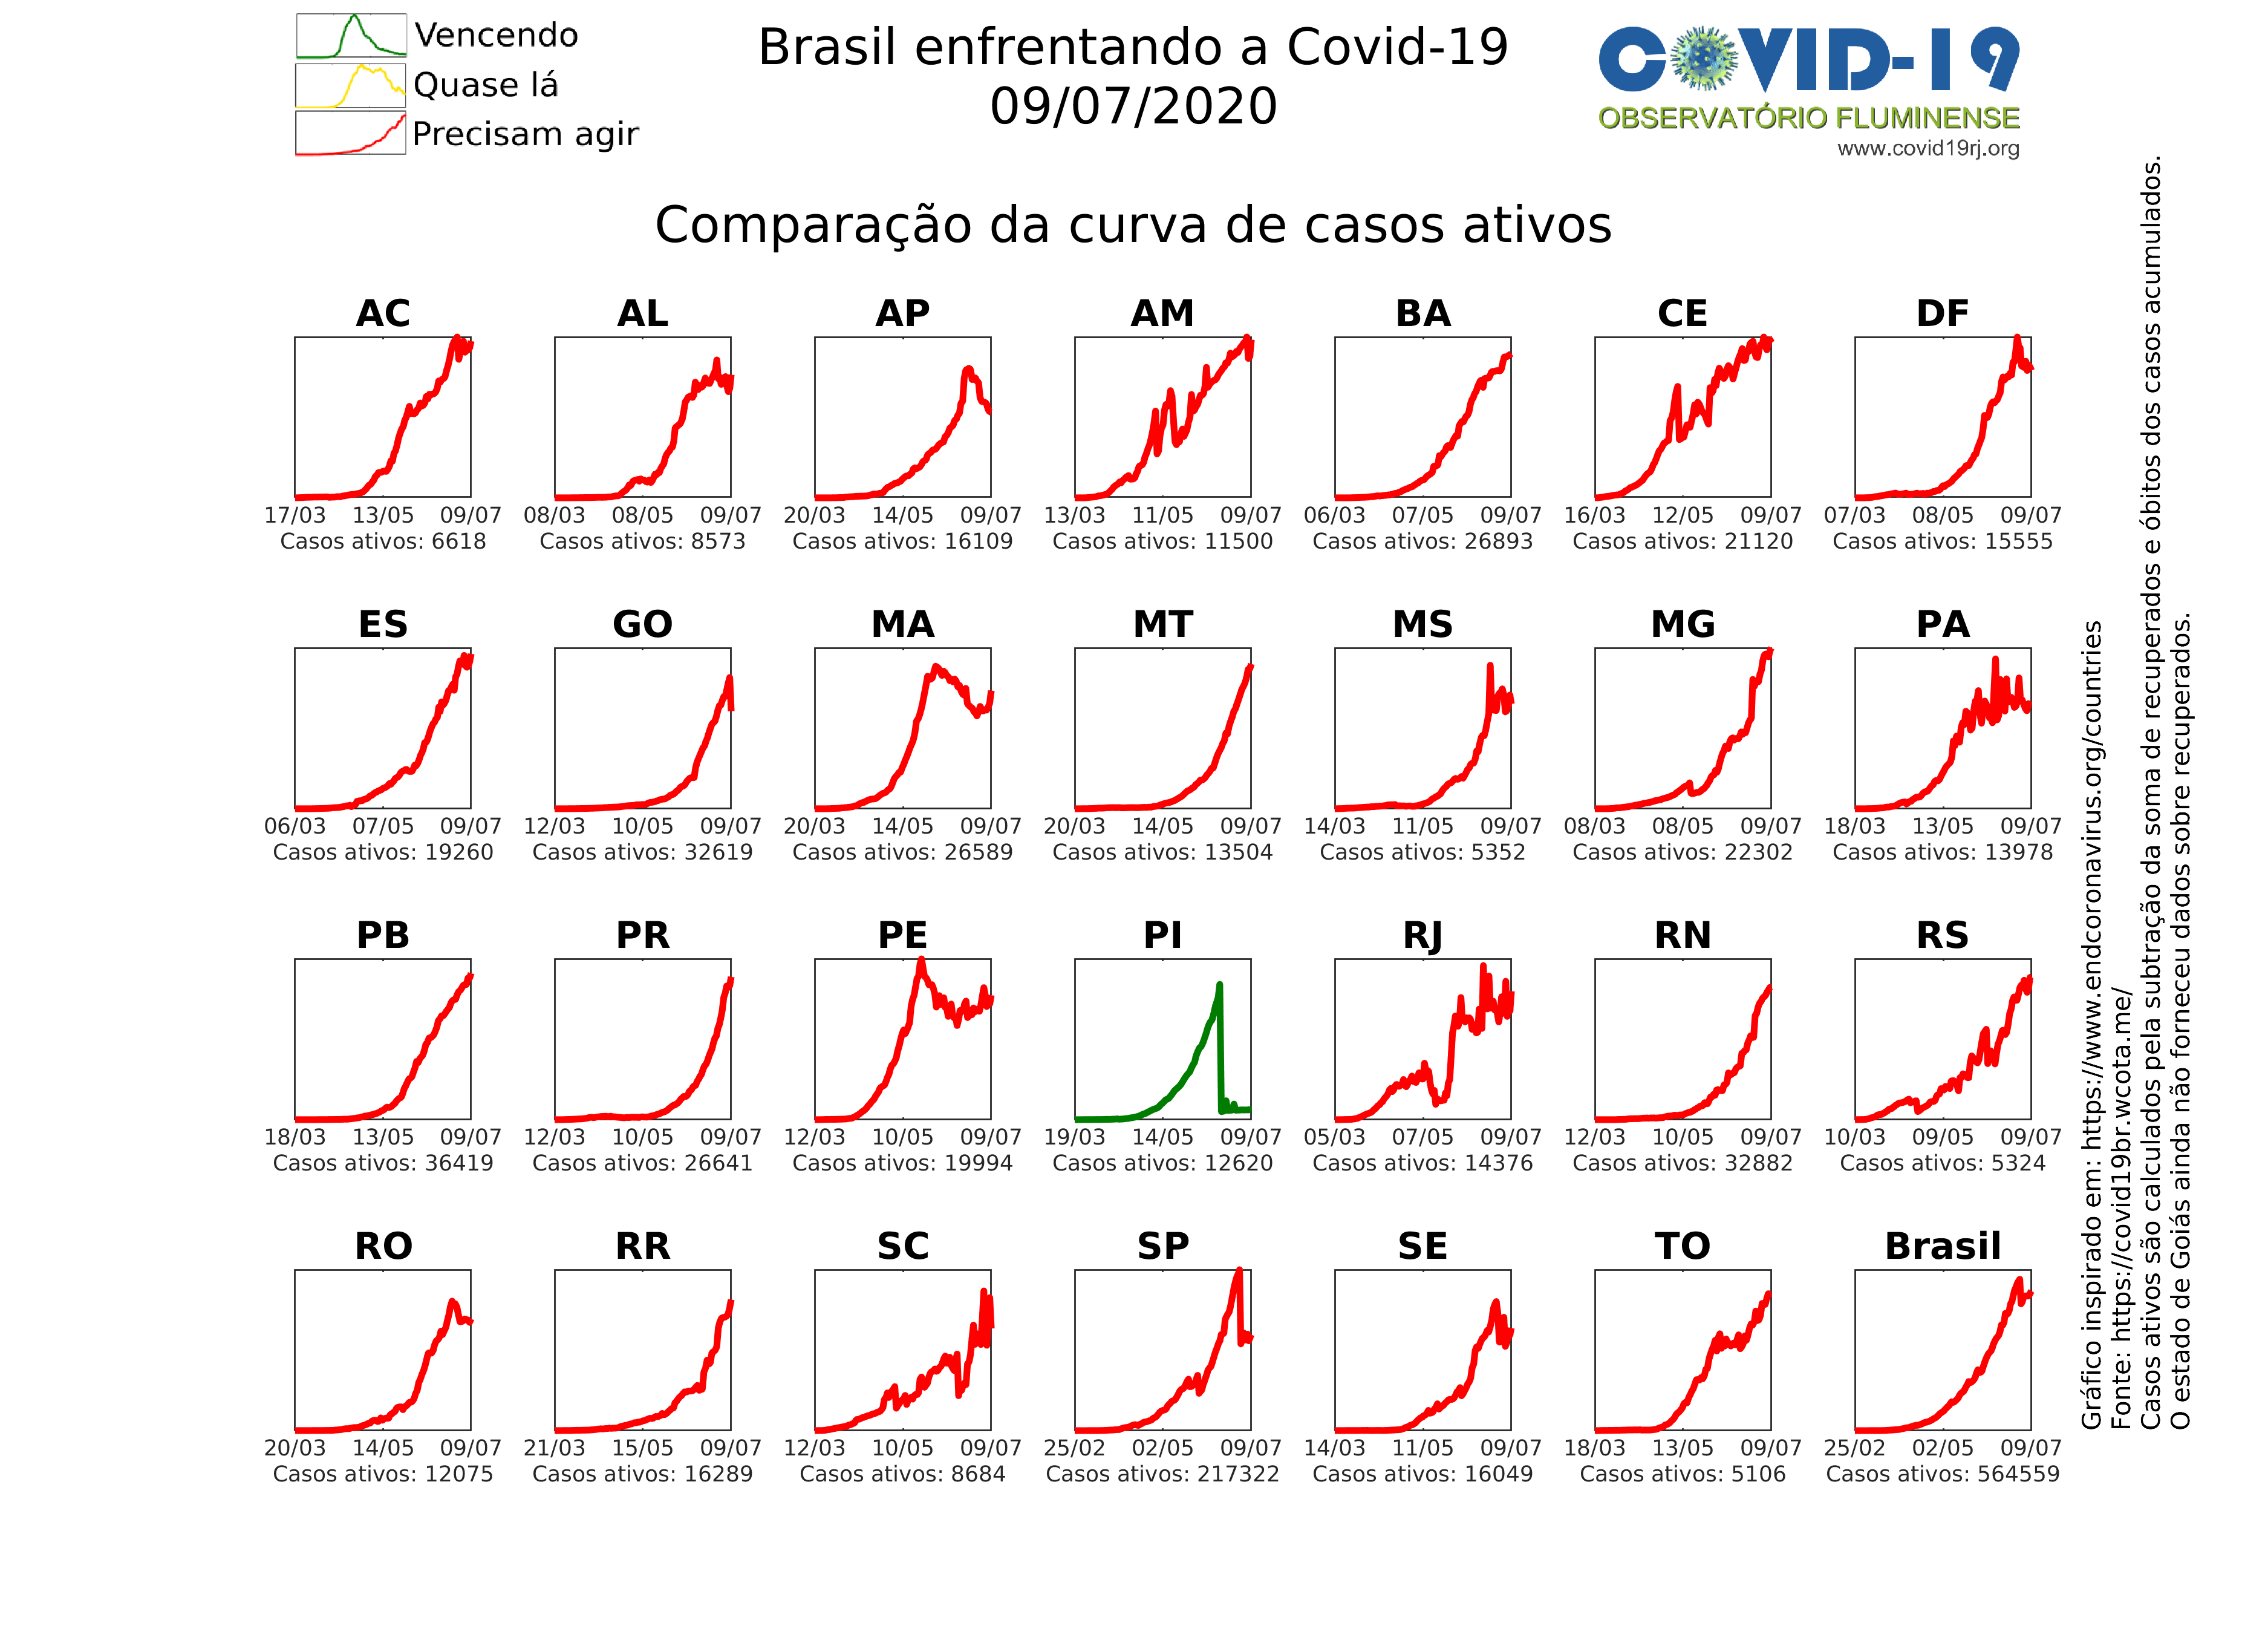 Vencendo
Quase lá
Precisam agir
Brasil enfrentando a Covid-19
09/07/2020
COVID-19
OBSERVATÓRIO FLUMINENSE
www.covid19rj.org
Comparação da curva de casos ativos
AC AL AP AM BA CE DF
17/03 13/05 09/07 08/03 08/05 09/07 20/03 14/05 09/07 13/03 11/05 09/07 06/03 07/05 09/07 16/03 12/05 09/07 07/03 08/05 09/07
Casos ativos: 6618 Casos ativos: 8573 Casos ativos: 16109 Casos ativos: 11500 Casos ativos: 26893 Casos ativos: 21120 Casos ativos: 15555
ES GO MA MT MS MG PA
06/03 07/05 09/07 12/03 10/05 09/07 20/03 14/05 09/07 20/03 14/05 09/07 14/03 11/05 09/07 08/03 08/05 09/07 18/03 13/05 09/07
Casos ativos: 19260 Casos ativos: 32619 Casos ativos: 26589 Casos ativos: 13504 Casos ativos: 5352 Casos ativos: 22302 Casos ativos: 13978
PB PR PE PI RJ RN RS
18/03 13/05 09/07 12/03 10/05 09/07 12/03 10/05 09/07 19/03 14/05 09/07 05/03 07/05 09/07 12/03 10/05 09/07 10/03 09/05 09/07
Casos ativos: 36419 Casos ativos: 26641 Casos ativos: 19994 Casos ativos: 12620 Casos ativos: 14376 Casos ativos: 32882 Casos ativos: 5324
RO RR SC SP SE TO Brasil
20/03 14/05 09/07 21/03 15/05 09/07 12/03 10/05 09/07 25/02 02/05 09/07 14/03 11/05 09/07 18/03 13/05 09/07 25/02 02/05 09/07
Casos ativos: 12075 Casos ativos: 16289 Casos ativos: 8684 Casos ativos: 217322 Casos ativos: 16049 Casos ativos: 5106 Casos ativos: 564559
Gráfico inspirado em: https://www.endcoronavirus.org/countries
Fonte: https://covid19br.wcota.me/
Casos ativos são calculados pela subtração da soma de recuperados e óbitos dos casos acumulados.
O estado de Goiás ainda não forneceu dados sobre recuperados.